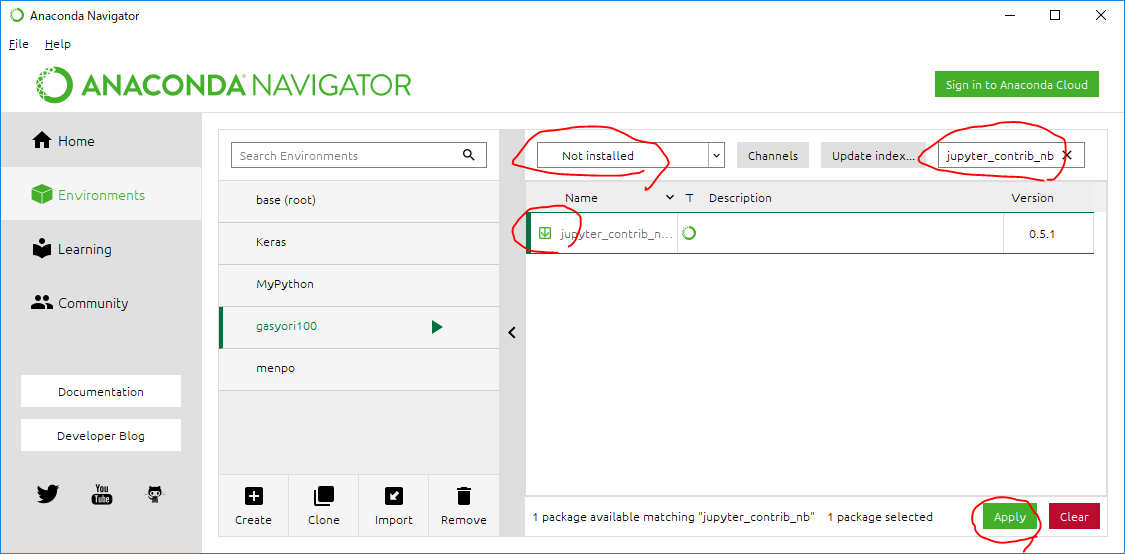 Anaconda Navigator
File Help
ANACONDA NAVIGATOR
Sign in to Anaconda Cloud
Home
Environments
Learning
Community
Documentation
Developer Blog
You Tube
Search Environments
base (root)
Keras
MyPython
gasyori100
menpo
Create Clone Import Remove
Not installed Channels Update index... jupyter_contrib_nb
Name T Description Version
jupyter_contrib_n... 0.5.1
1 package available matching "jupyter_contrib_nb" 1 package selected Apply Clear